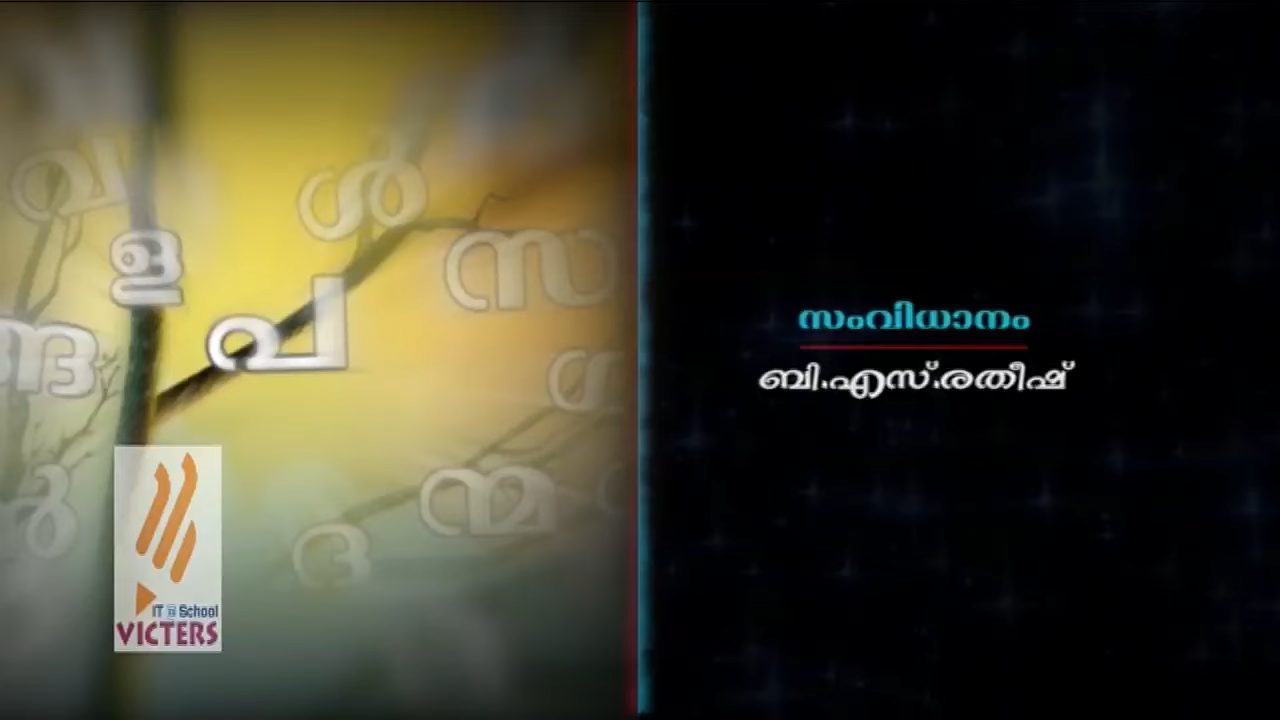 ശ
ഇ
പ
സ
ന്മ
ദ
IT @ School
VICTERS
സംവിധാനം
ബി.എസ്.രതീഷ്